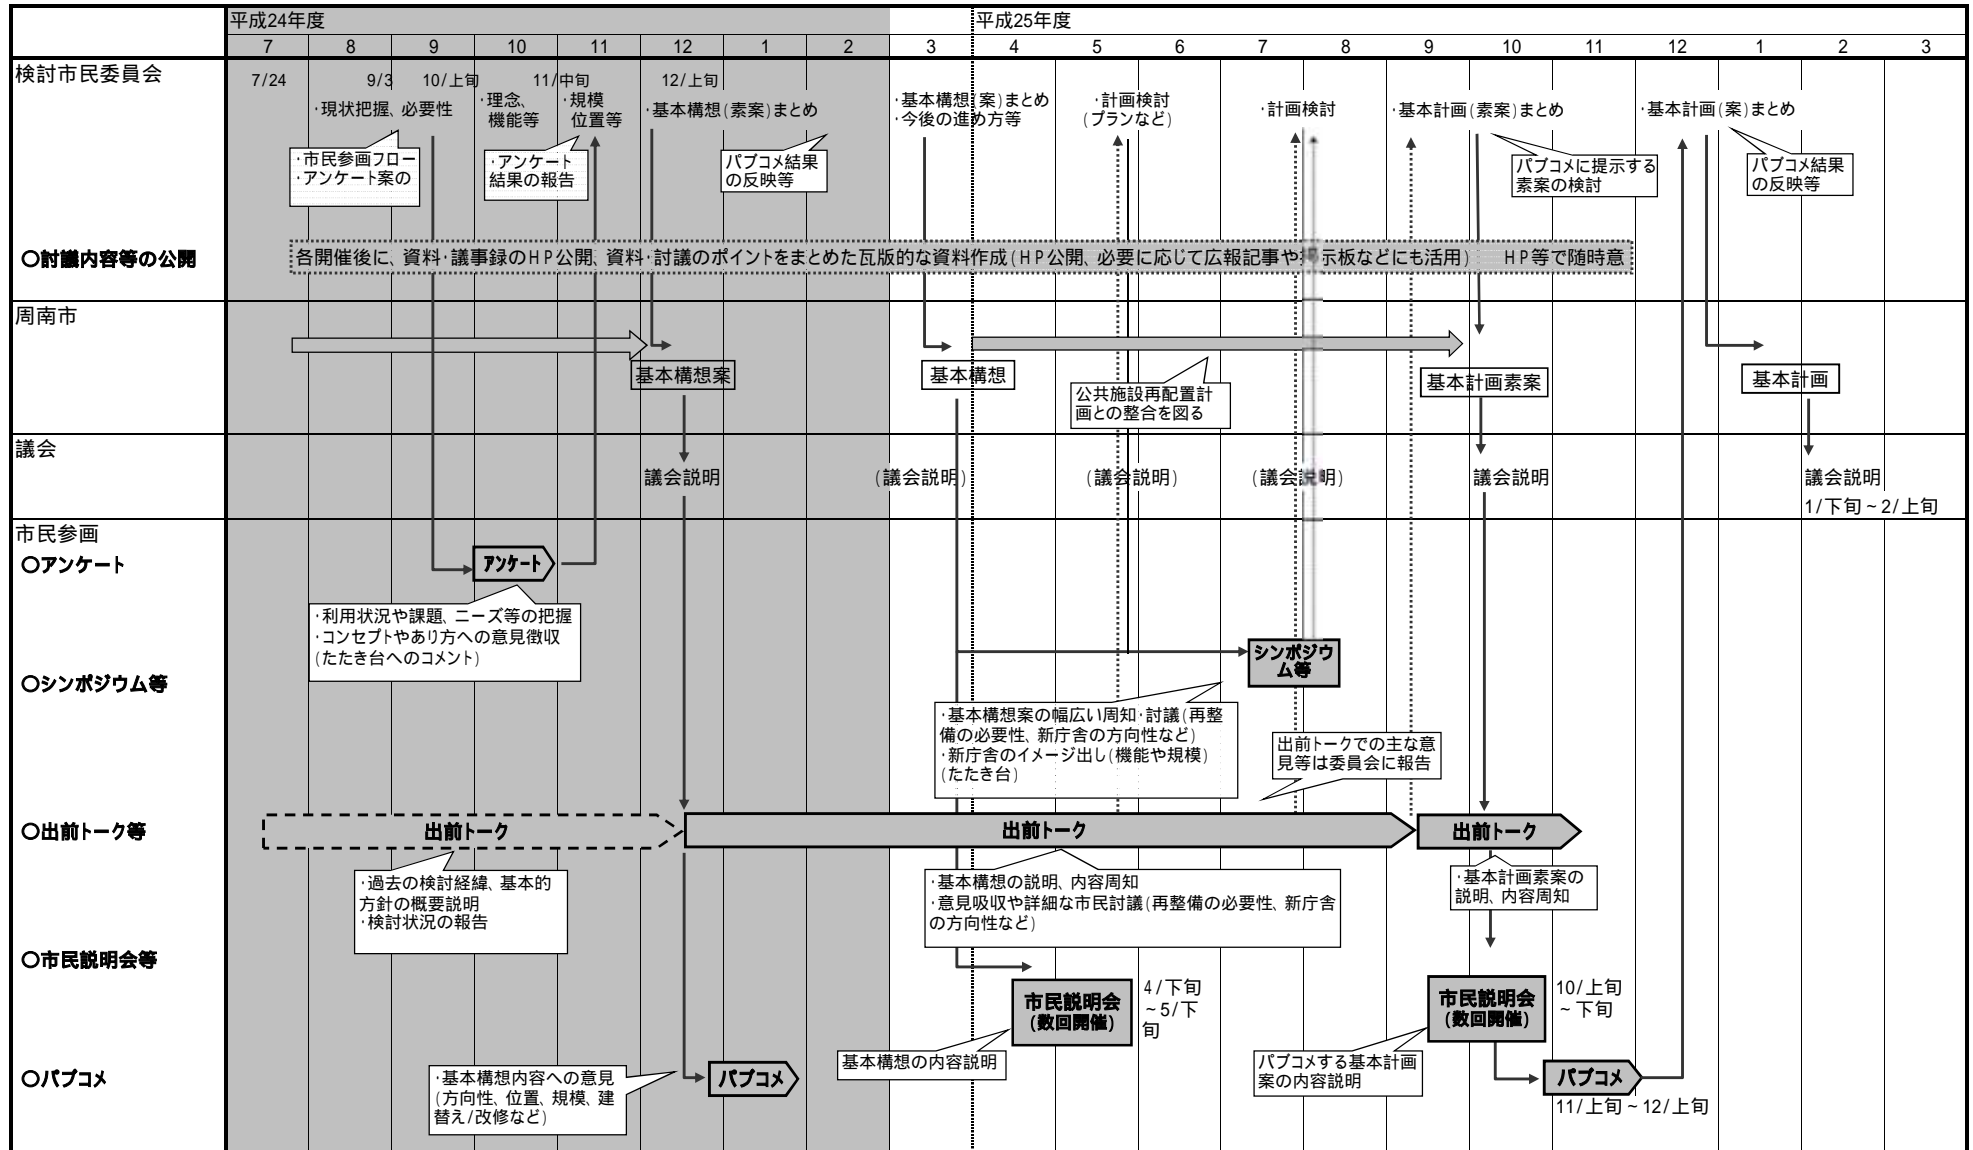 平成24年度
平成25年度
7 8 9 10 11 12 1 2 3 4 5 6 7 8 9 10 11 12 1 2 3
検討市民委員会
7/24
9/3
10/上旬
11/中旬
12/上旬
・現状把握、必要性
・理念、
機能等
・規模
位置等
・基本構想(素案)まとめ
・基本構想(案)まとめ
・今後の進め方等
・計画検討
(プランなど)
・計画検討
・基本計画(素案)まとめ
・基本計画(案)まとめ
・市民参画フロー
・アンケート案の
・アンケート
結果の報告
パブコメ結果
の反映等
パブコメに提示する
素案の検討
パブコメ結果
の反映等
○討議内容等の公開
各開催後に、資料・議事録のHP公開、資料・討議のポイントをまとめた瓦版的な資料作成(HP公開、必要に応じて広報記事や掲示板などにも活用) HP等で随時意
周南市
基本構想案
基本構想
公共施設再配置計
画との整合を図る
基本計画素案
基本計画
議会
議会説明
(議会説明)
(議会説明)
(議会説明)
議会説明
議会説明
1/下旬~2/上旬
市民参画
○アンケート
アンケート
・利用状況や課題、ニーズ等の把握
・コンセプトやあり方への意見徴収
(たたき台へのコメント)
○シンポジウム等
シンポジウ
ム等
・基本構想案の幅広い周知・討議(再整
備の必要性、新庁舎の方向性など)
・新庁舎のイメージ出し(機能や規模)
(たたき台)
出前トークでの主な意
見等は委員会に報告
○出前トーク等
出前トーク
出前トーク
出前トーク
・過去の検討経緯、基本的
方針の概要説明
・検討状況の報告
・基本構想の説明、内容周知
・意見吸収や詳細な市民討議(再整備の必要性、新庁舎
の方向性など)
・基本計画素案の
説明、内容周知
○市民説明会等
市民説明会
(数回開催)
4/下旬
~5/下
旬
市民説明会
(数回開催)
10/上旬
~下旬
基本構想の内容説明
パブコメする基本計画
案の内容説明
○パブコメ
・基本構想内容への意見
(方向性、位置、規模、建
替え/改修など)
パブコメ
パブコメ
11/上旬~12/上旬